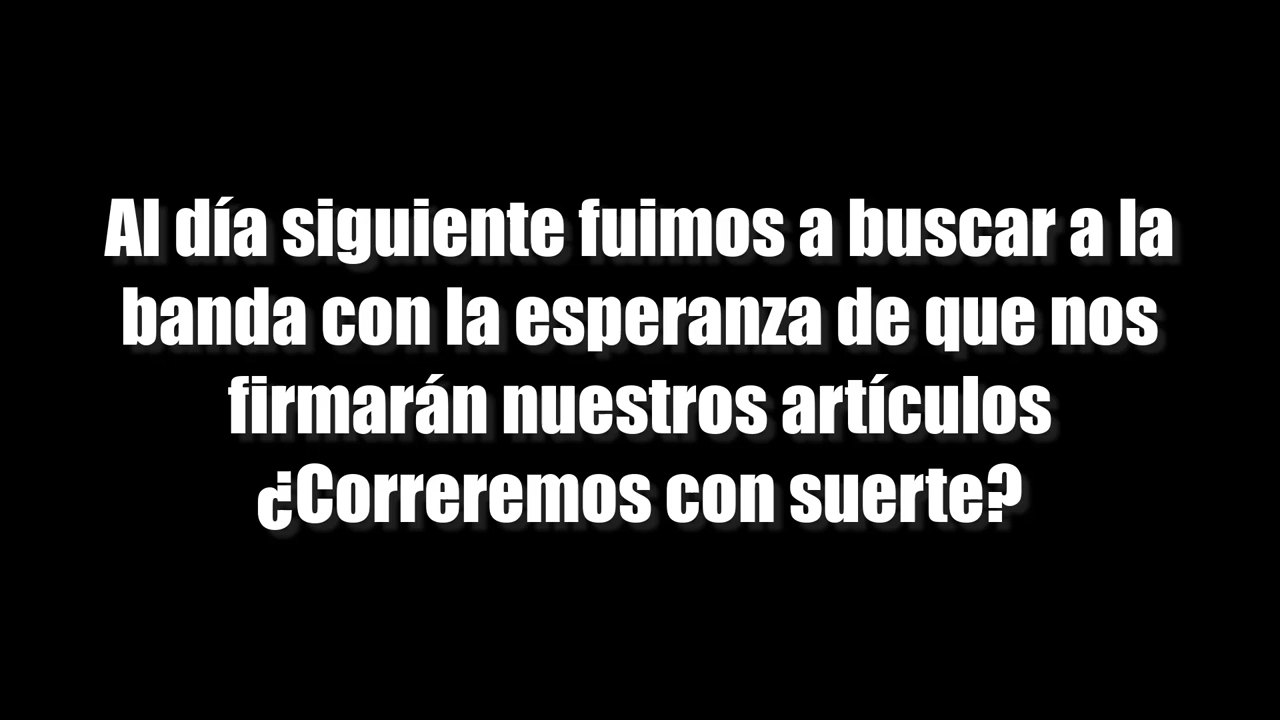 Al día siguiente fuimos a buscar a la
banda con la esperanza de que nos
firmarán nuestros artículos
¿Correremos con suerte?